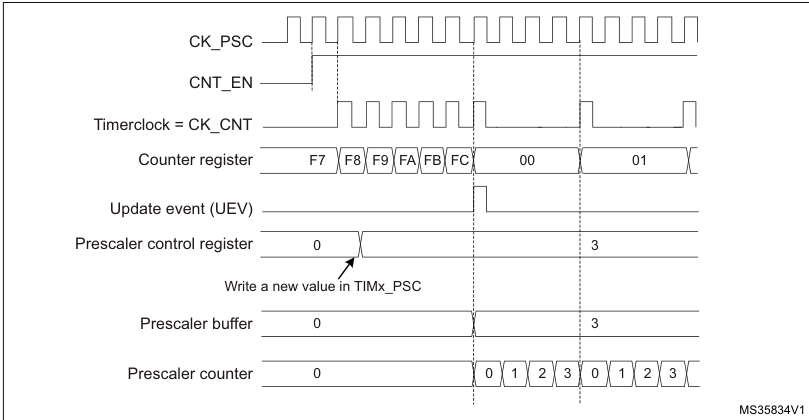 CK_PSC
CNT_EN
Timerclock = CK_CNT
Counter register F7 F8 F9 FA FB FC 00 01
Update event (UEV)
Prescaler control register 0 3
Write a new value in TIMx_PSC
Prescaler buffer 0 3
Prescaler counter 0 0 1 2 3 0 1 2 3
MS35834V1